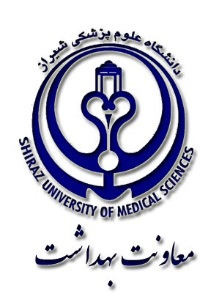 دانشگاه علوم پزشکی شیراز
SHIRAZ UNIVERSITY OF MEDICAL SCIENCES
معاونت بهداشت